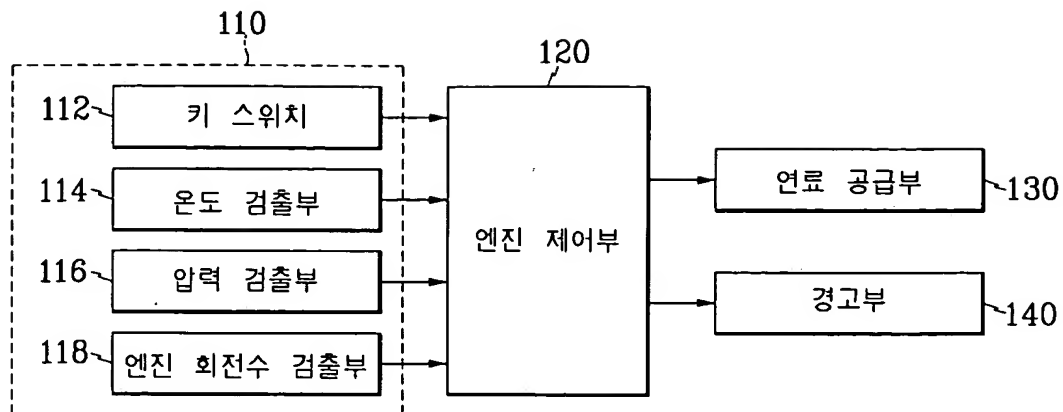 110
120
112
키 스위치
114
온도 검출부
116
압력 검출부
118
엔진 회전수 검출부
엔진 제어부
연료 공급부
130
경고부
140